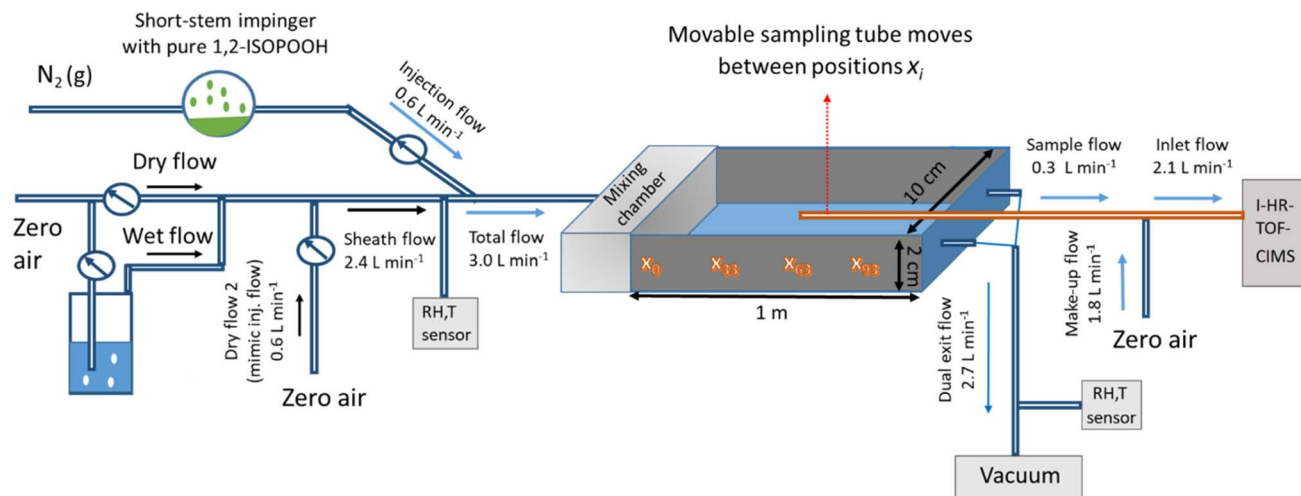 Short-stem impinger
with pure 1,2-ISOPOOH
N2 (g)
Injection flow
0.6 L min⁻¹
Movable sampling tube moves
between positions xi
Dry flow
Zero
air
Wet flow
Sheath flow
2.4 L min⁻¹
Total flow
3.0 L min⁻¹
Dry flow 2
(mimic inj. flow)
0.6 L min⁻¹
Zero air
RH,T
sensor
Mixing
chamber
10 cm
2 cm
X0
X33
X63
X93
1 m
Sample flow
0.3 L min⁻¹
Inlet flow
2.1 L min⁻¹
I-HR-
TOF-
CIMS
Make-up flow
1.8 L min⁻¹
Zero air
Dual exit flow
2.7 L min⁻¹
RH,T
sensor
Vacuum